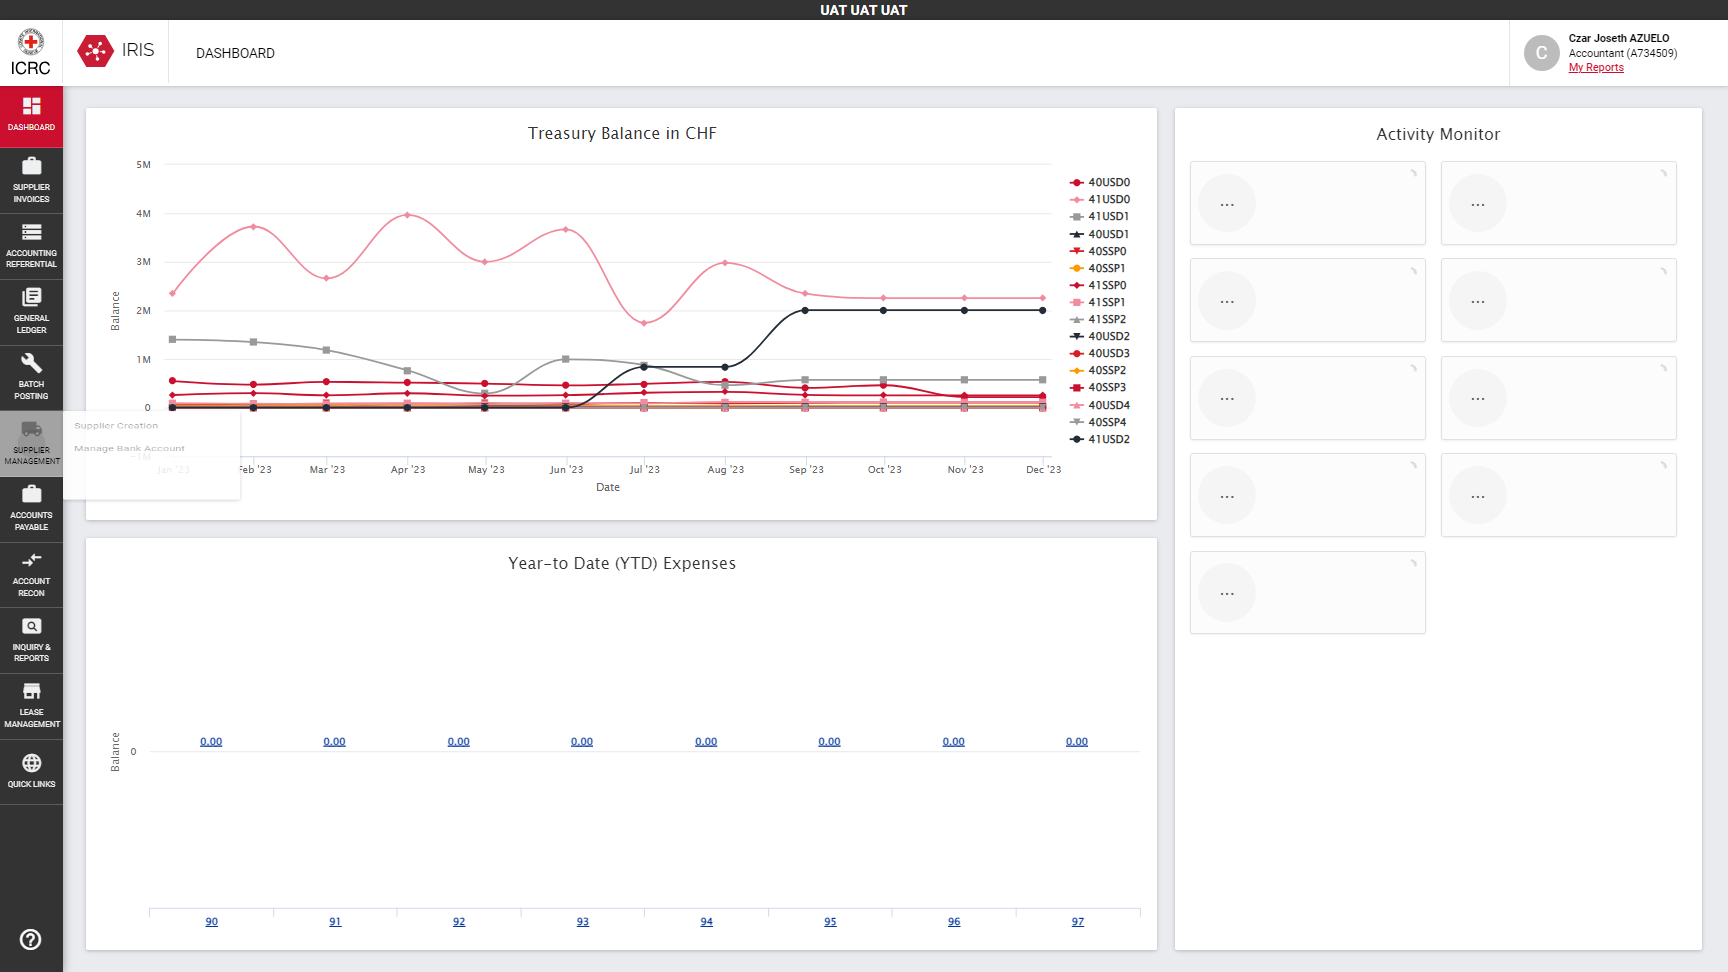 UAT UAT UAT
ICRC
IRIS
DASHBOARD
C
Czar Joseth AZUELO
Accountant (A734509)
My Reports
DASHBOARD
SUPPLIER
INVOICES
ACCOUNTING
REFERENTIAL
GENERAL
LEDGER
BATCH
POSTING
SUPPLIER
MANAGEMENT
Supplier Creation
Manage Bank Account
ACCOUNTS
PAYABLE
ACCOUNT
RECON
INQUIRY &
REPORTS
LEASE
MANAGEMENT
QUICK LINKS
Treasury Balance in CHF
Balance
5M
4M
3M
2M
1M
0
-1M
Jan '23 Feb '23 Mar '23 Apr '23 May '23 Jun '23 Jul '23 Aug '23 Sep '23 Oct '23 Nov '23 Dec '23
Date
40USD0
41USD0
41USD1
40USD1
40SSP0
40SSP1
41SSP0
41SSP1
41SSP2
40USD2
40USD3
40SSP2
40SSP3
40USD4
40SSP4
41USD2
Year-to Date (YTD) Expenses
Balance
0
0.00 0.00 0.00 0.00 0.00 0.00 0.00 0.00
90 91 92 93 94 95 96 97
Activity Monitor
... ...
... ...
... ...
... ...
...